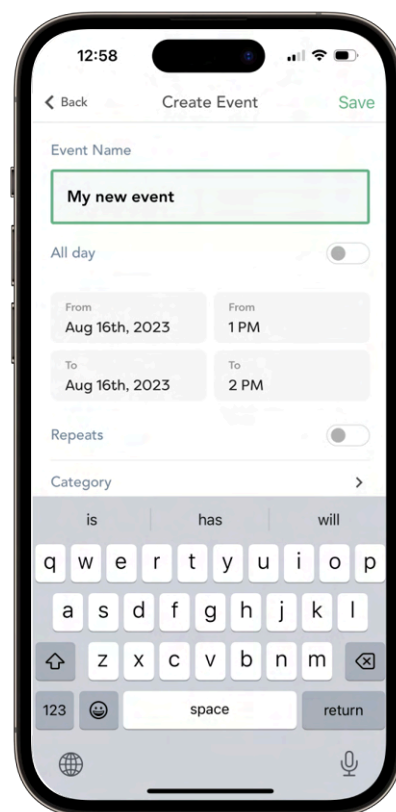 12:58
Back Create Event Save
Event Name
My new event
All day
From From
Aug 16th, 2023 1 PM
To To
Aug 16th, 2023 2 PM
Repeats
Category
is has will
q w e r t y u i o p
a s d f g h j k l
z x c v b n m
123 space return